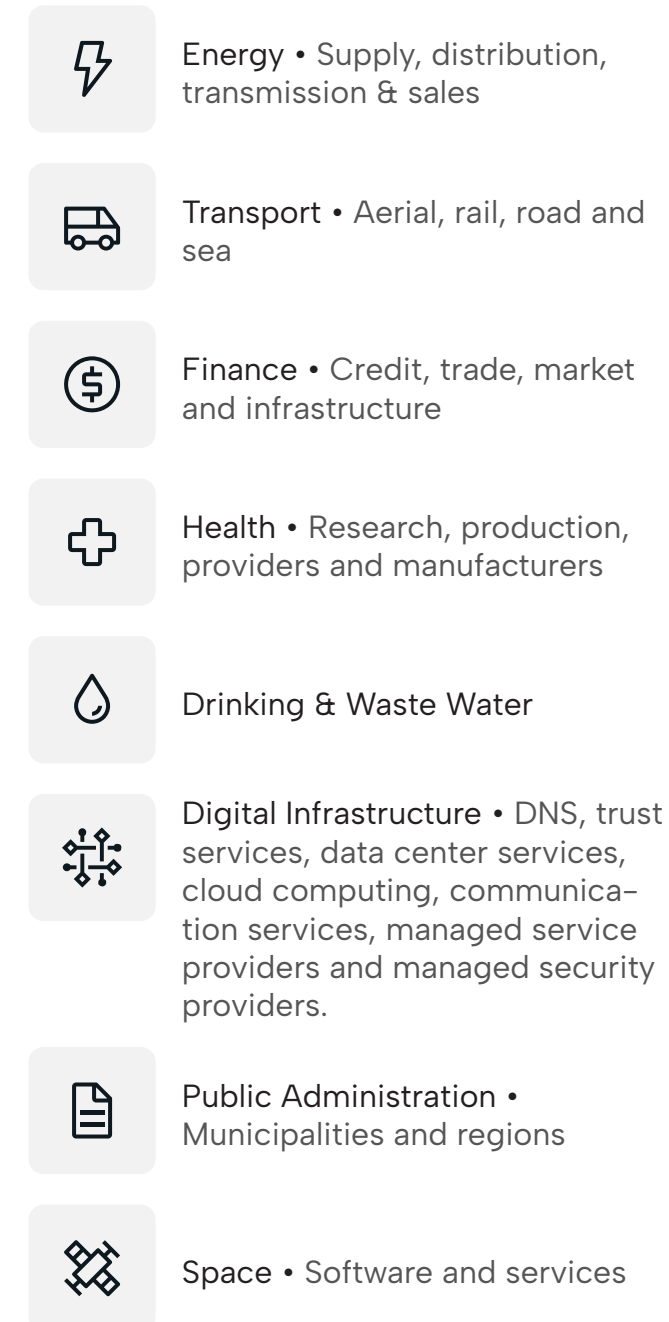 Energy • Supply, distribution,
transmission & sales
Transport • Aerial, rail, road and
sea
Finance • Credit, trade, market
and infrastructure
Health • Research, production,
providers and manufacturers
Drinking & Waste Water
Digital Infrastructure • DNS, trust
services, data center services,
cloud computing, communica-
tion services, managed service
providers and managed security
providers.
Public Administration •
Municipalities and regions
Space • Software and services